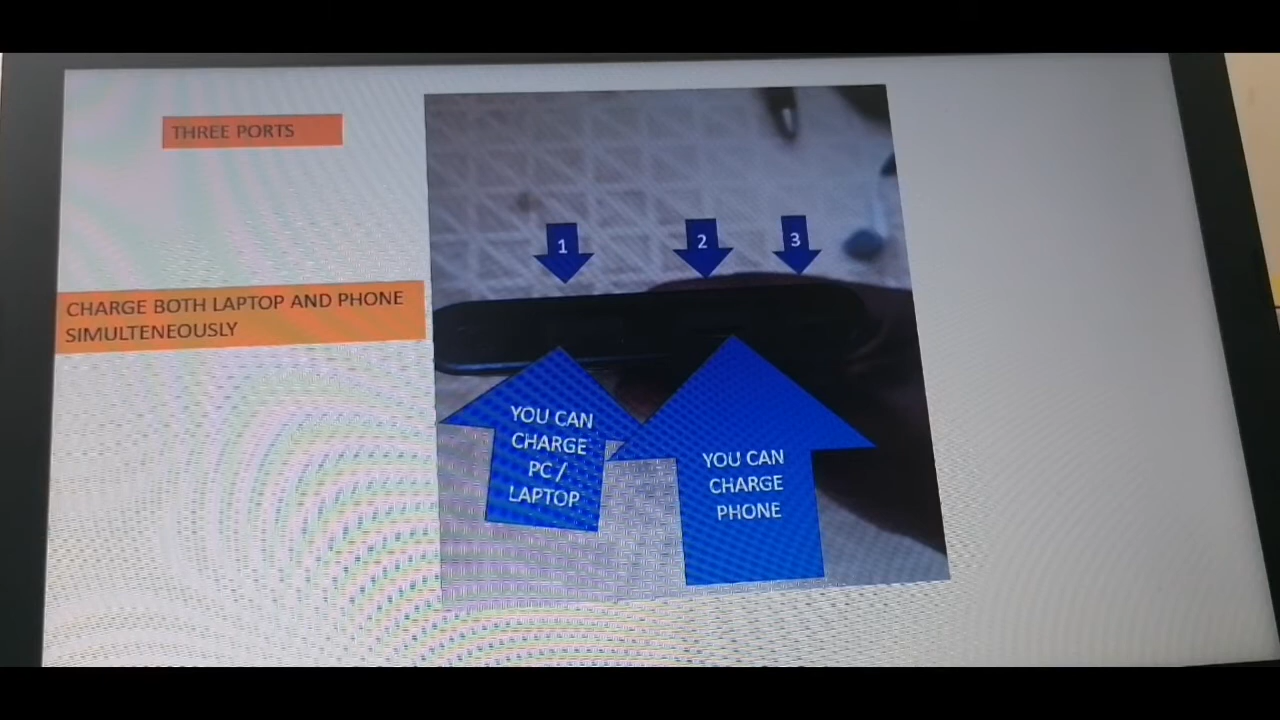 THREE PORTS
CHARGE BOTH LAPTOP AND PHONE
SIMULTENEOUSLY
1
2
3
YOU CAN
CHARGE
PC /
LAPTOP
YOU CAN
CHARGE
PHONE